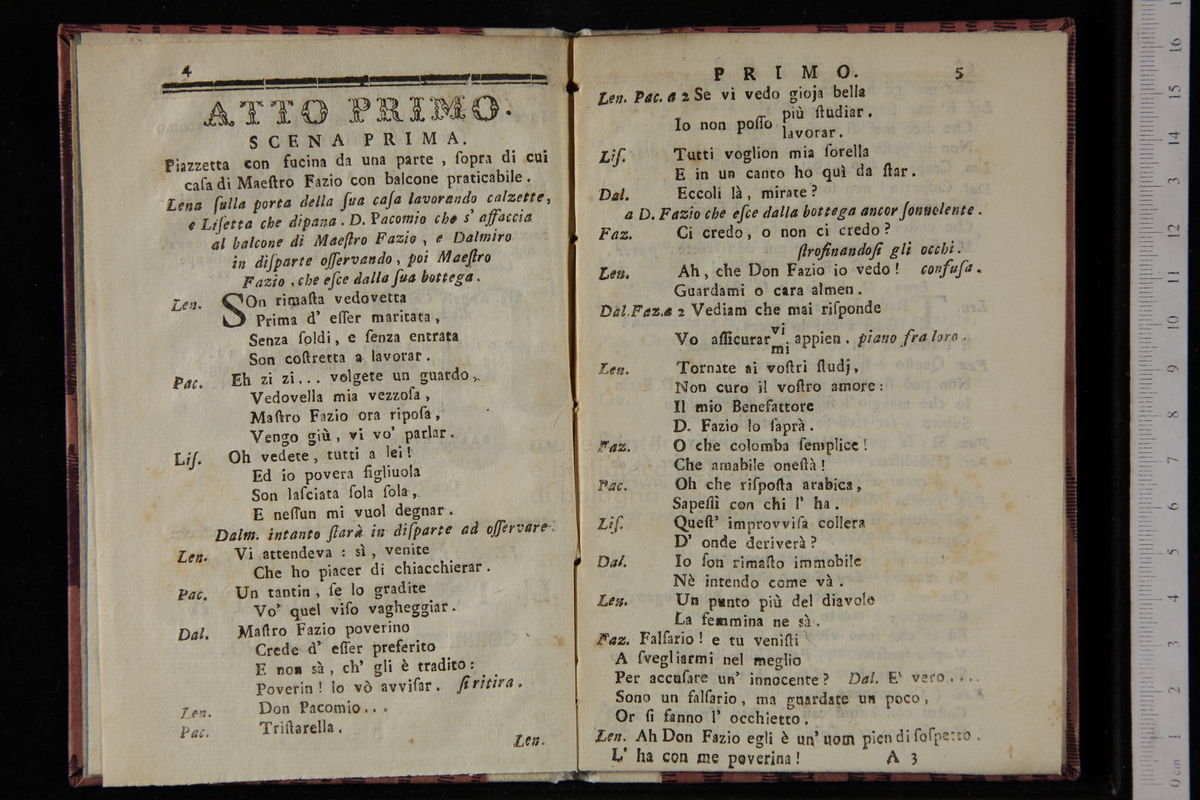 4
ATTO PRIMO.
SCENA PRIMA.
Piazzetta con fucina da una parte, ſopra di cui
caſa di Maeſtro Fazio con balcone praticabile.
Lena ſulla porta della ſua caſa lavorando calzette,
e Liſetta che dipana. D. Pacomio che s' affaccia
al balcone di Maeſtro Fazio, e Dalmiro
in diſparte oſſervando, poi Maeſtro
Fazio, che eſce dalla ſua bottega.
Len. SOn rimaſta vedovetta
Prima d' eſſer maritata,
Senza ſoldi, e ſenza entrata
Son coſtretta a lavorar.
Pac. Eh zi zi... volgete un guardo,
Vedovella mia vezzoſa,
Maſtro Fazio ora ripoſa,
Vengo giù, vi vo' parlar.
Liſ. Oh vedete, tutti a lei!
Ed io povera figliuola
Son laſciata ſola ſola,
E neſſun mi vuol degnar.
Dalm. intanto ſtarà in diſparte ad oſſervare.
Len. Vi attendeva: sì, venite
Che ho piacer di chiacchierar.
Pac. Un tantin, ſe lo gradite
Vo' quel viſo vagheggiar.
Dal. Maſtro Fazio poverino
Crede d' eſſer preferito
E non sà, ch' gli è tradito:
Poverin! lo vò avviſar. ſi ritira.
Len. Don Pacomio...
Pac. Triſtarella.
Len.
PRIMO. 5
Len. Pac. a 2 Se vi vedo gioja bella
Io non poſſo più ſtudiar.
lavorar.
Liſ. Tutti voglion mia ſorella
E in un canto ho quì da ſtar.
Dal. Eccoli là, mirate?
a D. Fazio che eſce dalla bottega ancor ſonnolente.
Faz. Ci credo, o non ci credo?
ſtrofinandoſi gli occhi.
Len. Ah, che Don Fazio io vedo! confuſa.
Guardami o cara almen.
Dal. Faz. a 2 Vediam che mai riſponde
Vo aſſicurar vi appien. piano fra loro.
mi
Len. Tornate ai voſtri ſtudj,
Non curo il voſtro amore:
Il mio Benefattore
D. Fazio lo ſaprà.
Faz. O che colomba ſemplice!
Che amabile oneſtà!
Pac. Oh che riſpoſta arabica,
Sapeſſi con chi l' ha.
Liſ. Queſt' improvviſa collera
D' onde deriverà?
Dal. Io ſon rimaſto immobile
Nè intendo come và.
Len. Un punto più del diavolo
La femmina ne sà.
Faz. Falſario! e tu veniſti
A ſvegliarmi nel meglio
Per accuſare un' innocente? Dal. E' vero....
Sono un falſario, ma guardate un poco,
Or ſi fanno l' occhietto.
Len. Ah Don Fazio egli è un' uom pien di ſoſpetto.
L' ha con me poverina! A 3